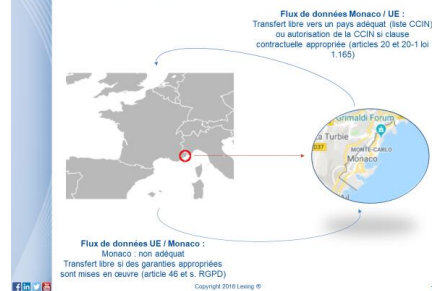 Flux de données Monaco / UE :
Transfert libre vers un pays adéquat (liste CCIN)
ou autorisation de la CCIN si clause
contractuelle appropriée (articles 20 et 20-1 loi
1.165)
Grimaldi Forum
La Turbie
D37
MONTE-CARLO
Monaco
Flux de données UE / Monaco :
Monaco : non adéquat
Transfert libre si des garanties appropriées
sont mises en œuvre (article 46 et s. RGPD)
Copyright 2018 Lexing ®